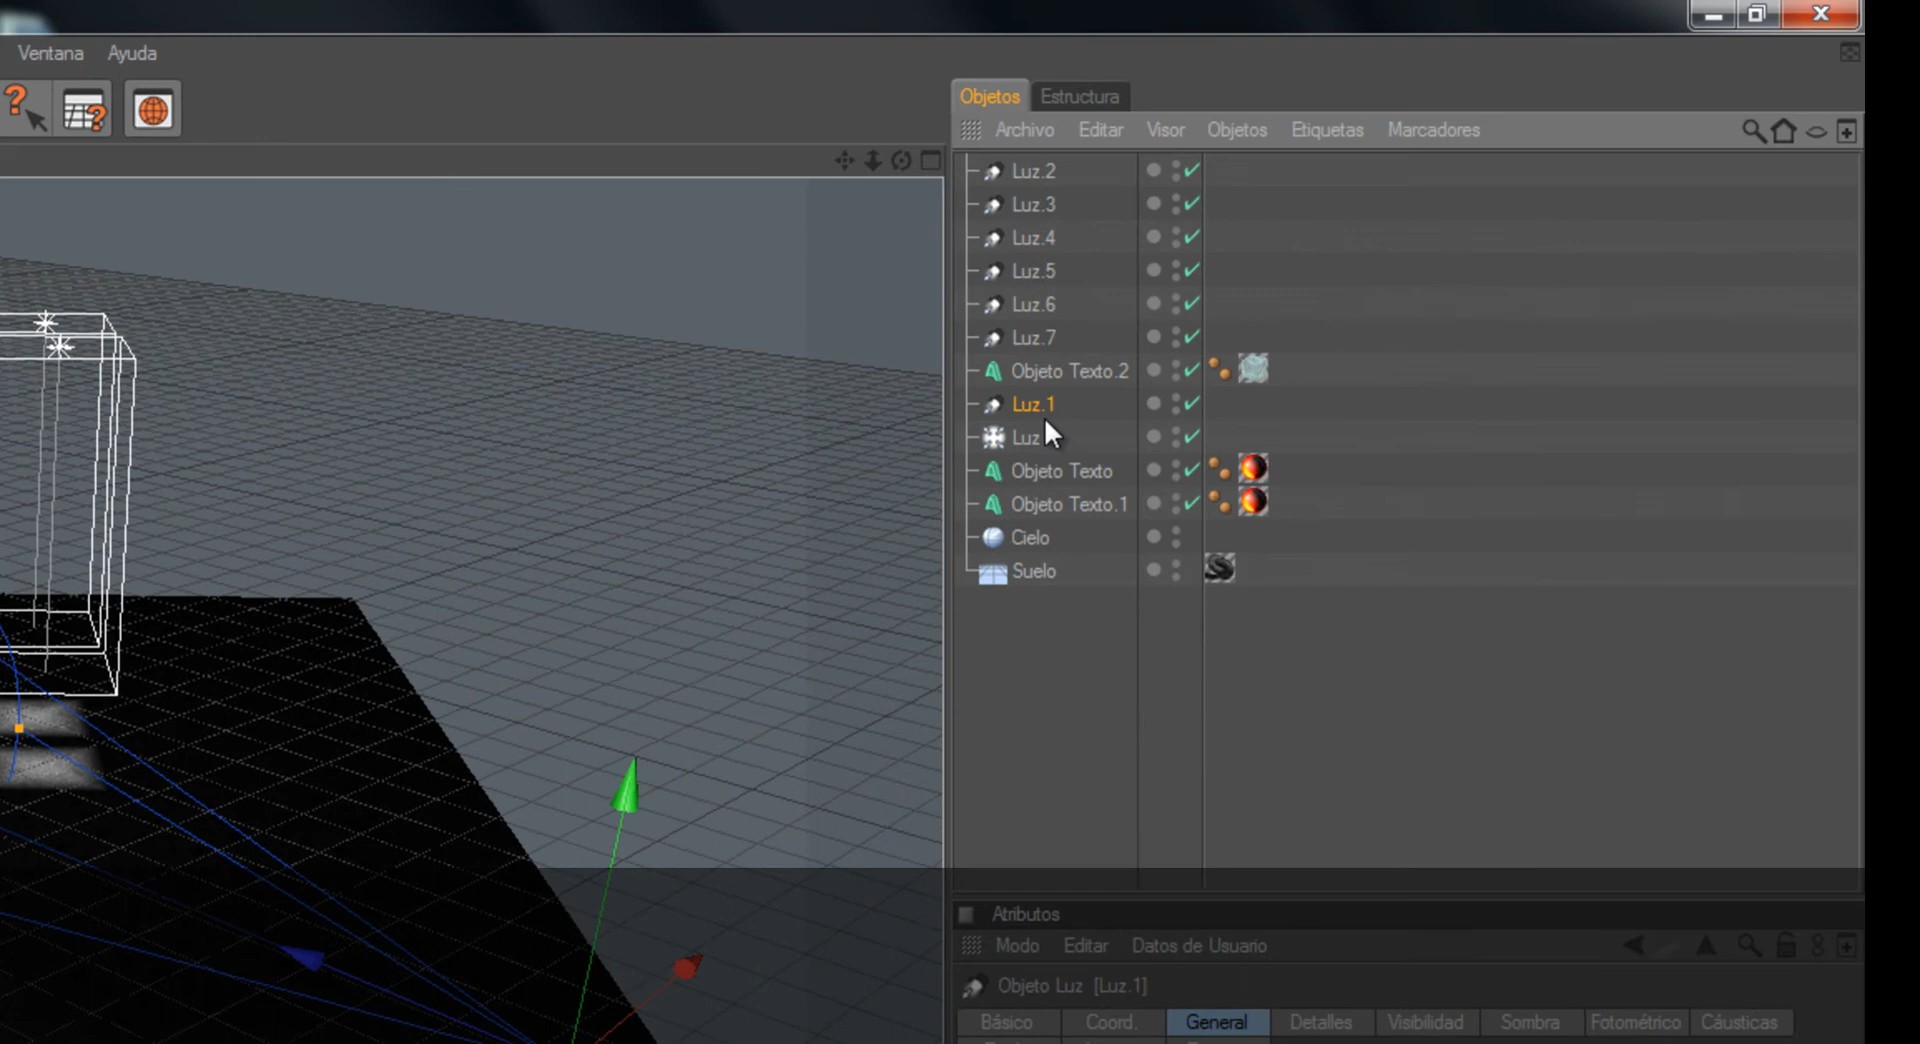 Ventana Ayuda
Objetos Estructura
Archivo Editar Visor Objetos Etiquetas Marcadores
Luz.2
Luz.3
Luz.4
Luz.5
Luz.6
Luz.7
Objeto Texto.2
Luz.1
Luz
Objeto Texto
Objeto Texto.1
Cielo
Suelo
Atributos
Modo Editar Datos de Usuario
Objeto Luz [Luz.1]
Básico Coord. General Detalles Visibilidad Sombra Fotométrico Cáusticas